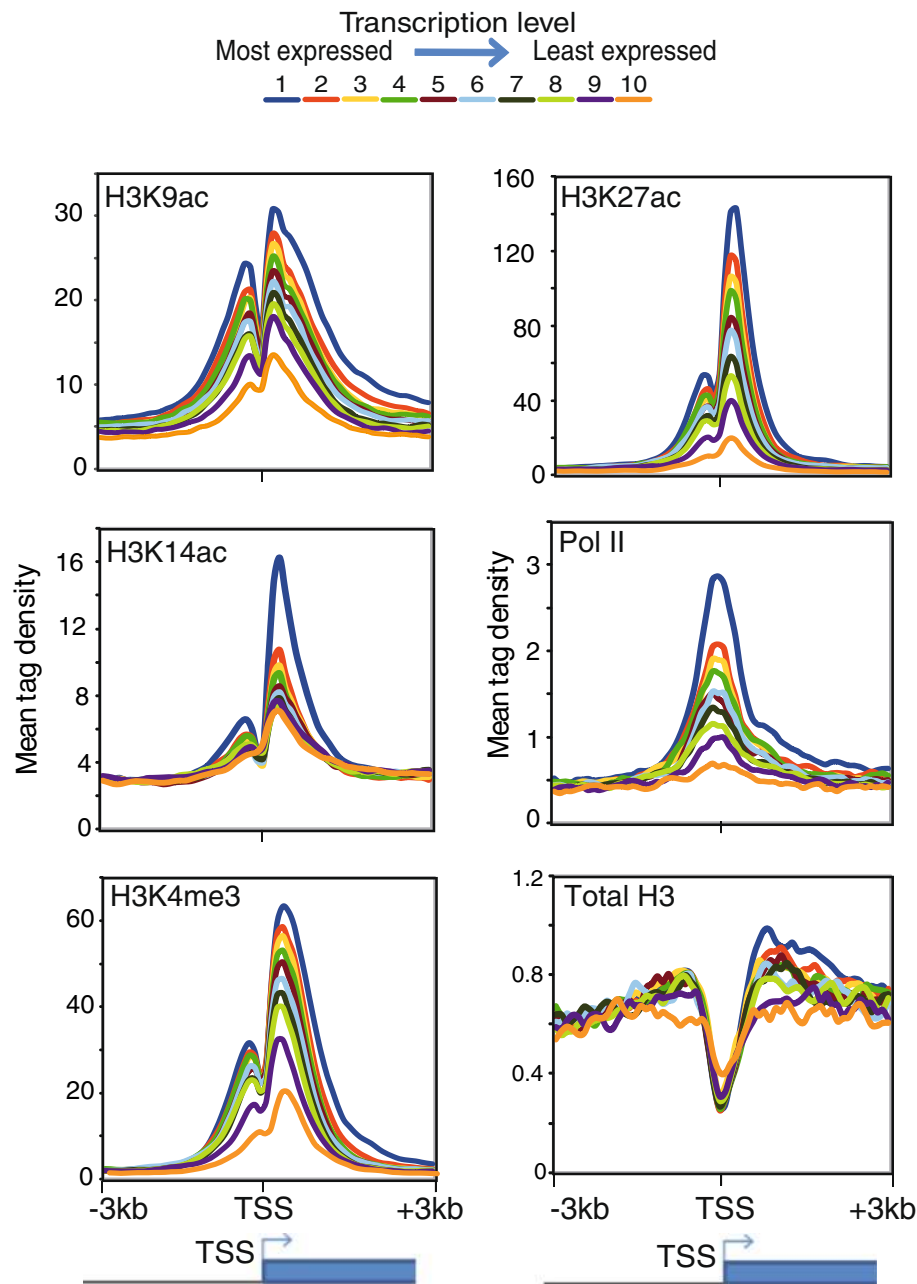 Transcription level
Most expressed Least expressed
1 2 3 4 5 6 7 8 9 10
H3K9ac
30
20
10
0
H3K27ac
160
120
80
40
0
H3K14ac
16
12
8
4
0
Mean tag density
Pol II
3
2
1
0
Mean tag density
H3K4me3
60
40
20
0
-3kb TSS +3kb
TSS
Total H3
1.2
0.8
0.4
0
-3kb TSS +3kb
TSS